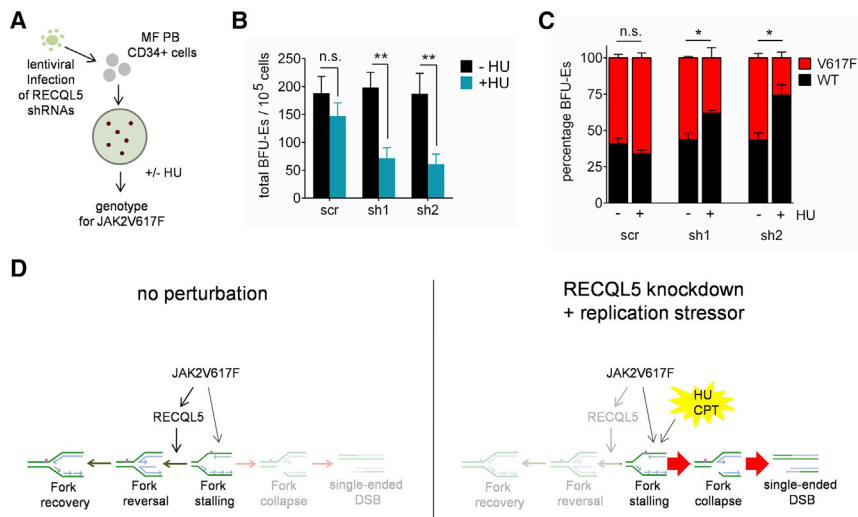 A
MF PB
CD34+ cells
lentiviral
Infection
of RECQL5
shRNAs
+/- HU
genotype
for JAK2V617F
B
total BFU-Es / 10⁵ cells
250
200
150
100
50
0
n.s.
**
**
- HU
+HU
scr
sh1
sh2
C
percentage BFU-Es
100
75
50
25
0
n.s.
*
*
V617F
WT
- + - + - + HU
scr
sh1
sh2
D
no perturbation
JAK2V617F
RECQL5
Fork
recovery
Fork
reversal
Fork
stalling
Fork
collapse
single-ended
DSB
RECQL5 knockdown
+ replication stressor
JAK2V617F
HU
CPT
RECQL5
Fork
recovery
Fork
reversal
Fork
stalling
Fork
collapse
single-ended
DSB